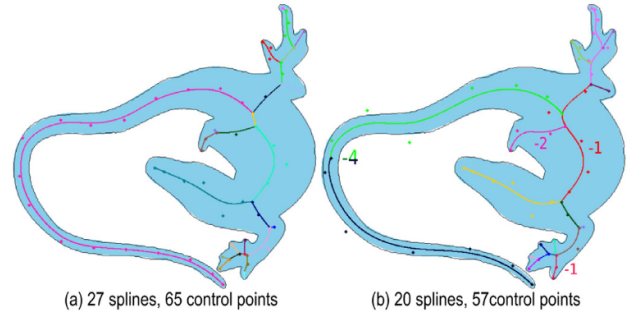 -4
-2
-1
-1
(a) 27 splines, 65 control points
(b) 20 splines, 57control points